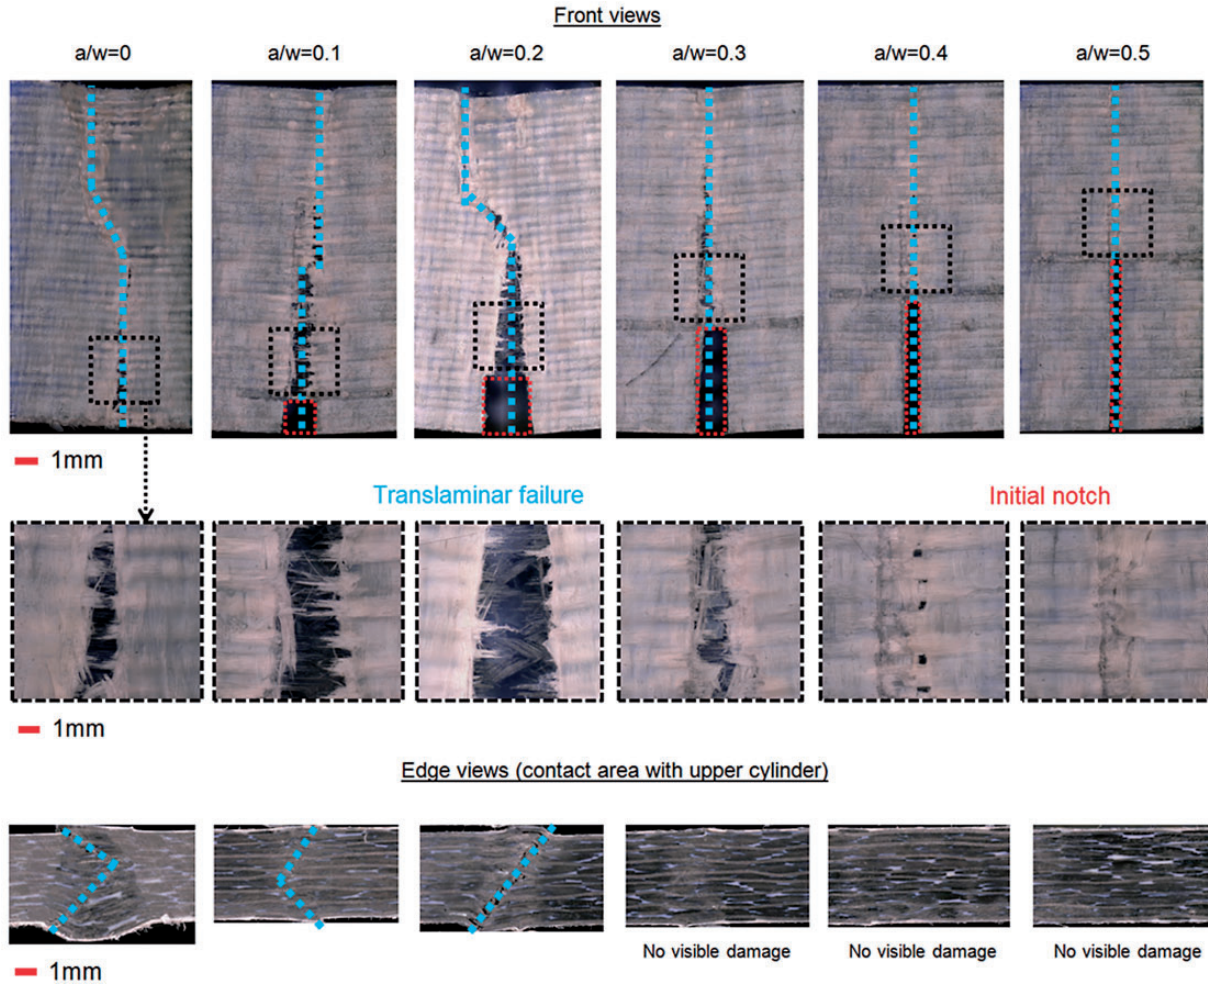 Front views
a/w=0 a/w=0.1 a/w=0.2 a/w=0.3 a/w=0.4 a/w=0.5
1mm
Translaminar failure Initial notch
1mm
Edge views (contact area with upper cylinder)
No visible damage No visible damage No visible damage
1mm